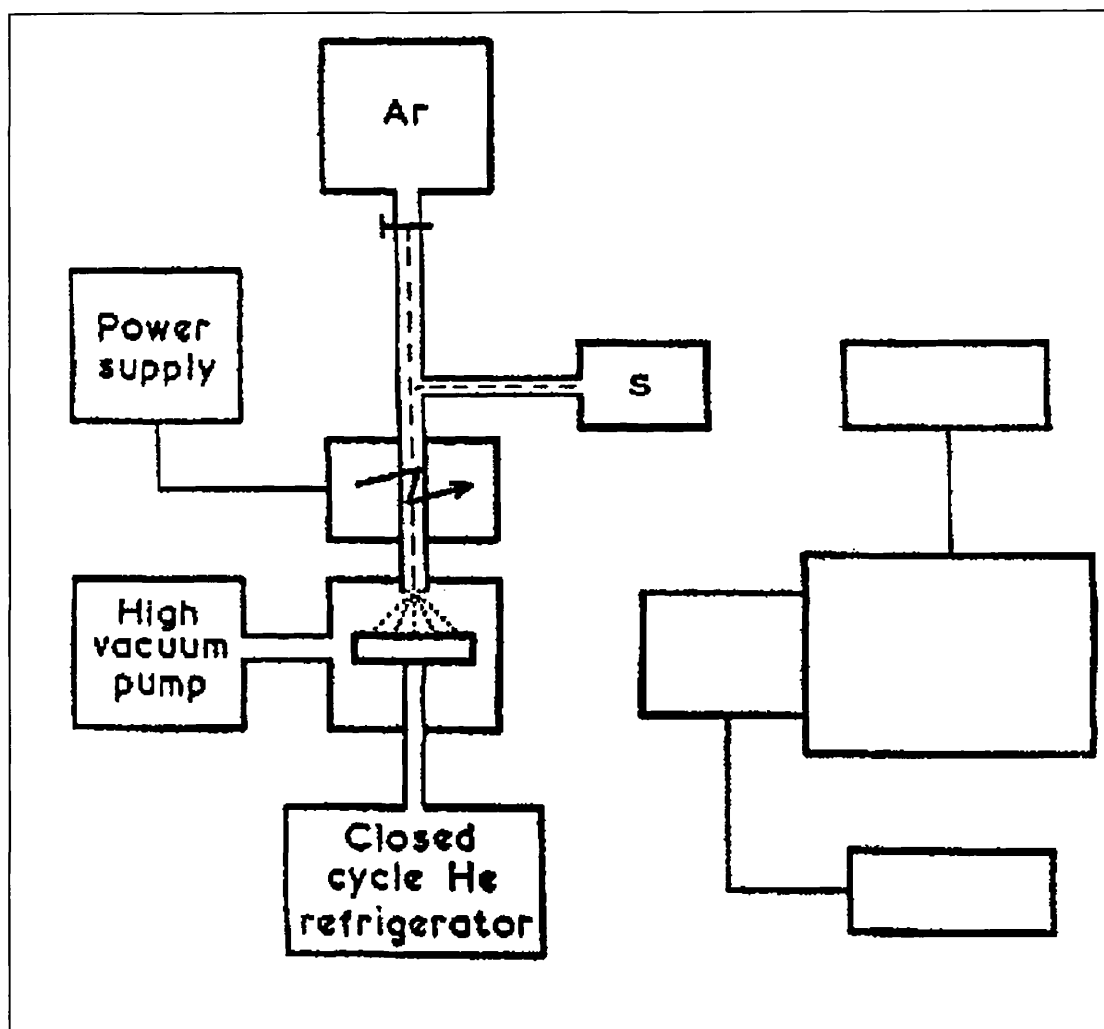 Ar
Power
supply
S
High
vacuum
pump
Closed
cycle He
refrigerator